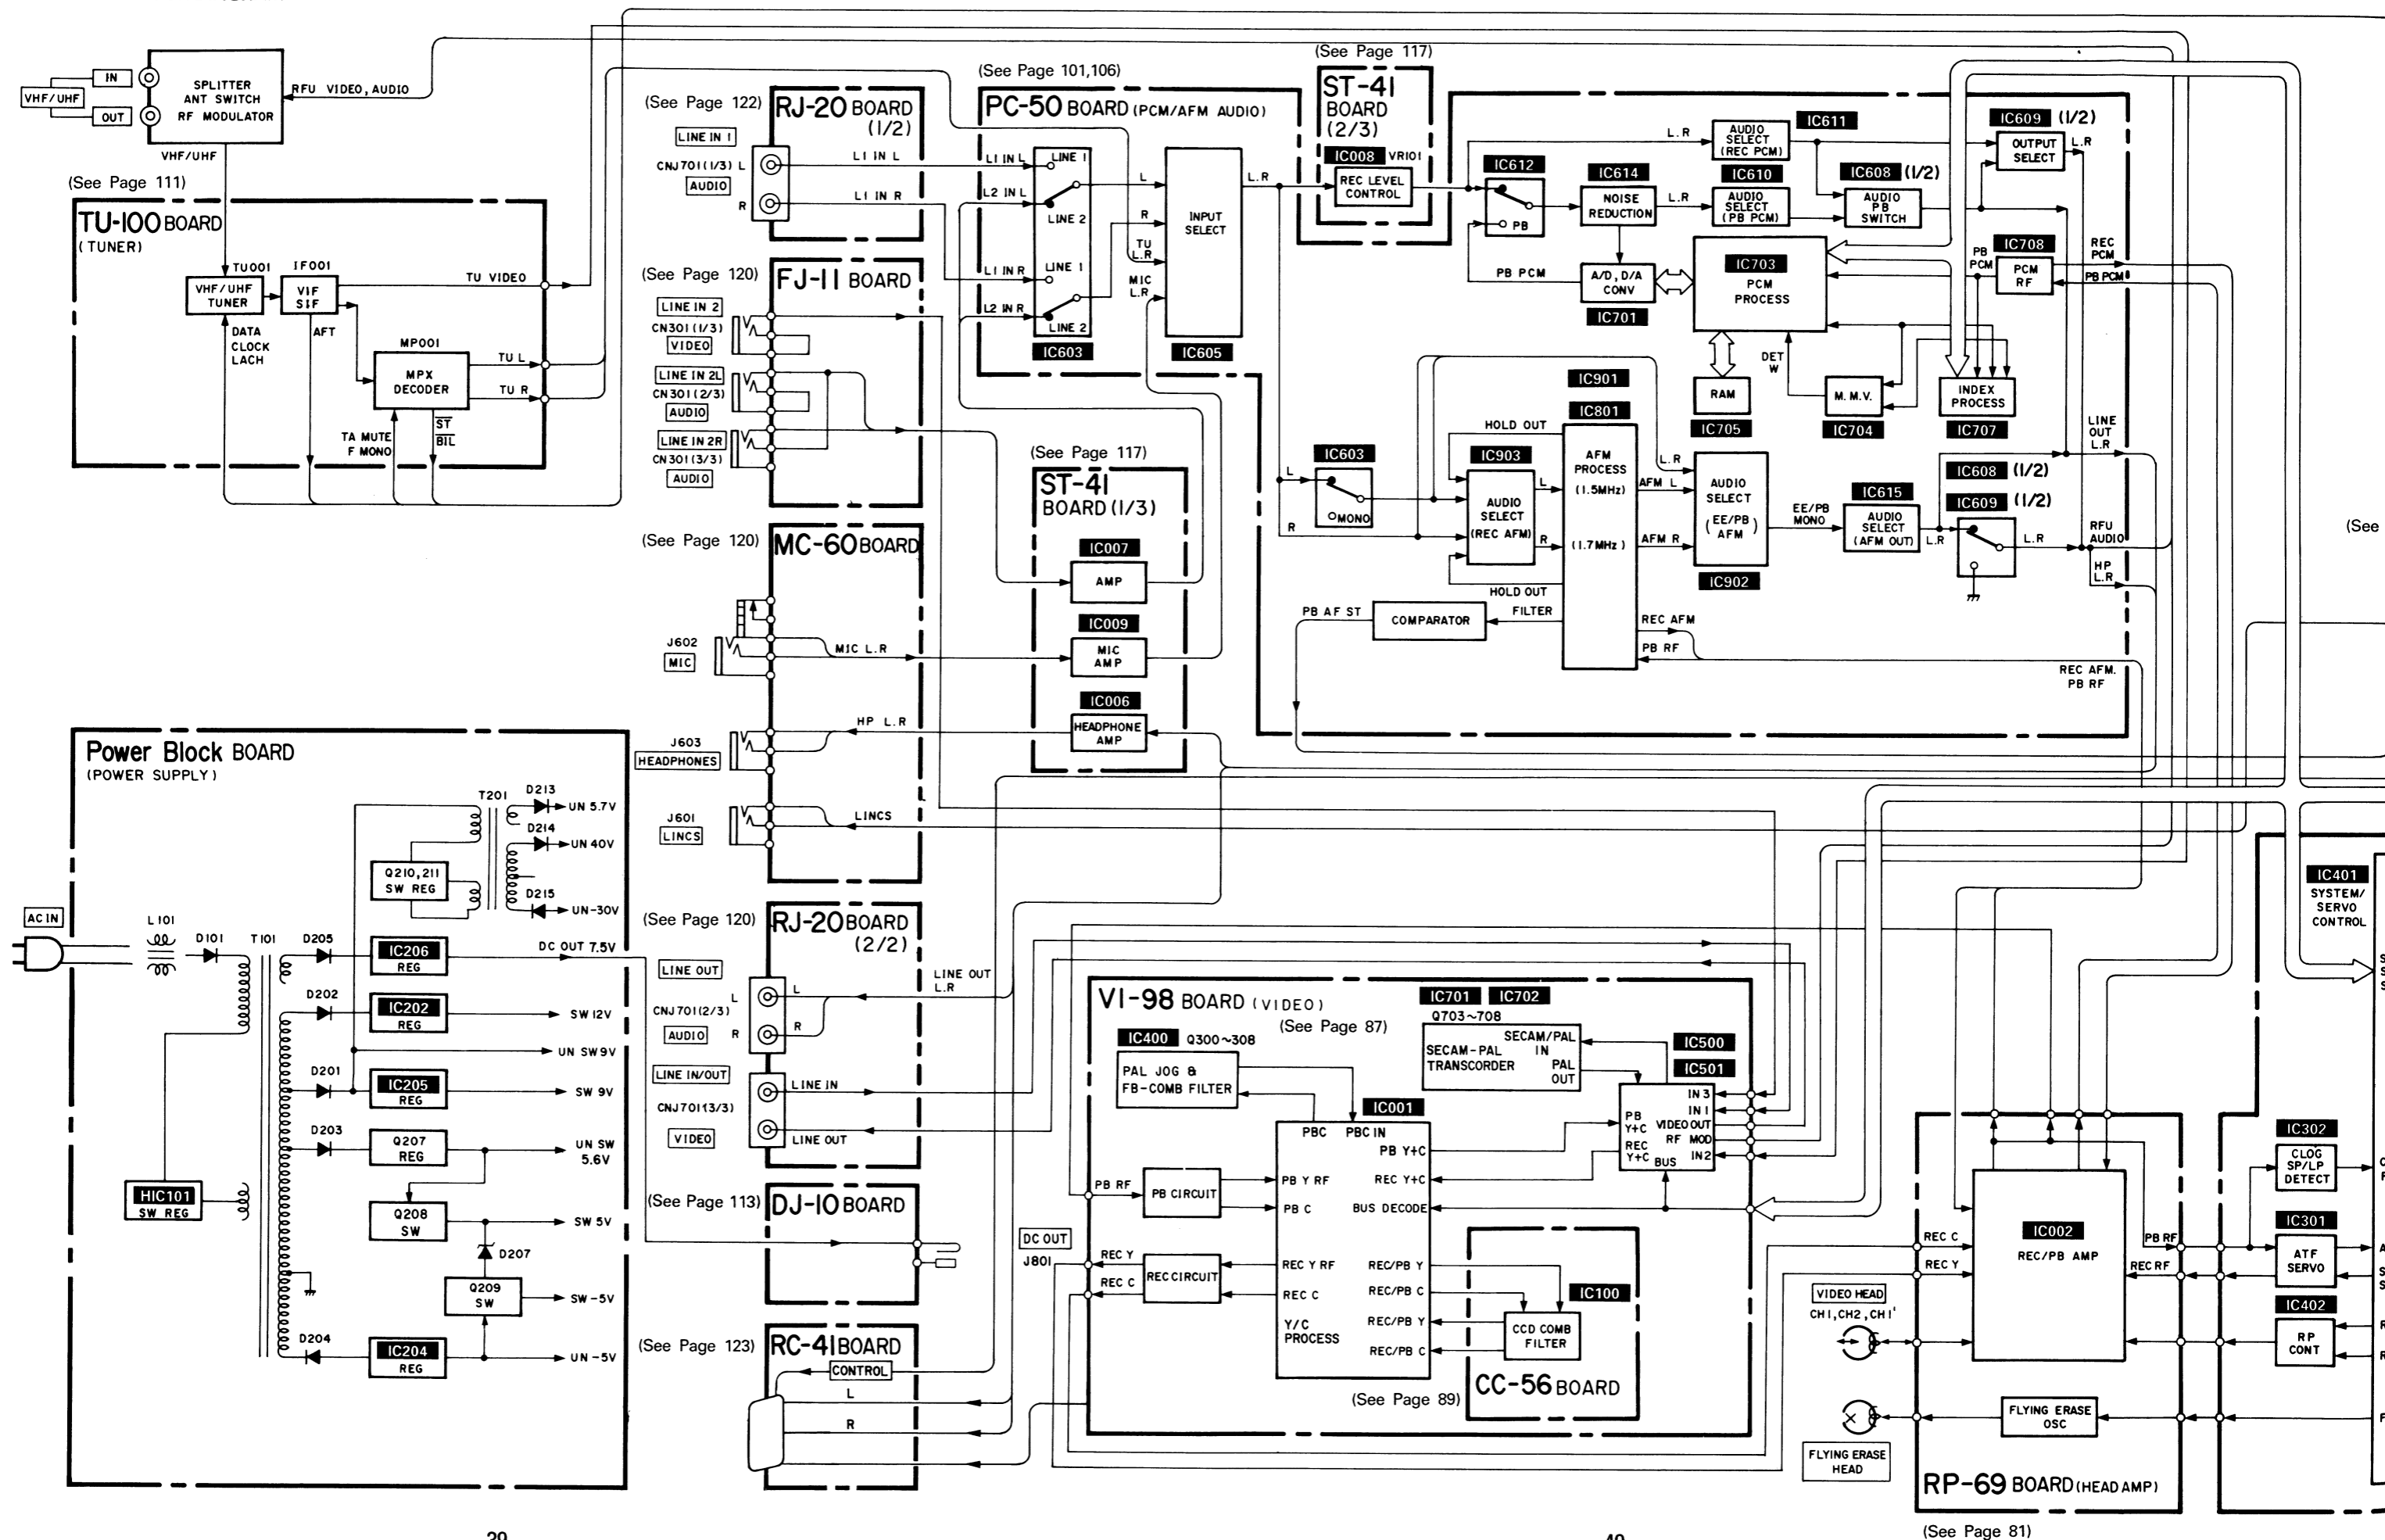 IN
VHF/UHF
OUT
SPLITTER
ANT SWITCH
RF MODULATOR
RFU VIDEO, AUDIO
VHF/UHF
(See Page 111)
TU-100 BOARD
(TUNER)
TU001
VHF/UHF
TUNER
IF001
VIF
SIF
TU VIDEO
DATA
CLOCK
LACH
AFT
MP001
MPX
DECODER
TU L
TU R
TA MUTE
F MONO
ST
BIL
(See Page 122)
RJ-20 BOARD
(1/2)
LINE IN 1
CNJ701(1/3) L
AUDIO
R
L1 IN L
L1 IN R
(See Page 120)
FJ-11 BOARD
LINE IN 2
CN301(1/3)
VIDEO
LINE IN 2L
CN301(2/3)
AUDIO
LINE IN 2R
CN301(3/3)
AUDIO
(See Page 120)
MC-60 BOARD
J602
MIC
MIC L.R
J603
HEADPHONES
HP L.R
J601
LINCS
LINCS
(See Page 117)
ST-41
BOARD (1/3)
IC007
AMP
IC009
MIC
AMP
IC006
HEADPHONE
AMP
(See Page 101,106)
PC-50 BOARD (PCM/AFM AUDIO)
L1 IN L
LINE 1
L2 IN L
LINE 2
L1 IN R
LINE 1
L2 IN R
LINE 2
IC603
L
R
TU
L.R
MIC
L.R
INPUT
SELECT
IC605
L.R
(See Page 117)
ST-41
BOARD
(2/3)
IC008 VR101
REC LEVEL
CONTROL
IC612
PB
IC614
NOISE
REDUCTION
L.R
L.R
AUDIO
SELECT
(REC PCM)
IC611
IC610
AUDIO
SELECT
(PB PCM)
IC608 (1/2)
AUDIO
PB
SWITCH
IC609 (1/2)
OUTPUT
SELECT
L.R
PB PCM
A/D, D/A
CONV
IC701
IC703
PCM
PROCESS
PB
PCM
IC708
PCM
RF
REC
PCM
PB PCM
RAM
IC705
DET
W
M.M.V.
IC704
INDEX
PROCESS
IC707
LINE
OUT
L.R
L
R
IC603
MONO
HOLD OUT
IC903
AUDIO
SELECT
(REC AFM)
L
R
HOLD OUT
IC901
IC801
AFM
PROCESS
(1.5MHz)
(1.7MHz)
L.R
AFM L
AFM R
AUDIO
SELECT
(EE/PB
AFM)
IC902
EE/PB
MONO
IC615
AUDIO
SELECT
(AFM OUT)
L.R
IC608 (1/2)
IC609 (1/2)
L.R
RFU
AUDIO
HP
L.R
PB AF ST
COMPARATOR
FILTER
REC AFM
PB RF
REC AFM.
PB RF
(See
Power Block BOARD
(POWER SUPPLY)
AC IN
L101
D101
T101
HIC101
SW REG
T201
D213
UN 5.7V
D214
UN 40V
Q210,211
SW REG
D215
UN-30V
D205
IC206
REG
DC OUT 7.5V
D202
IC202
REG
SW 12V
UN SW 9V
D201
IC205
REG
SW 9V
D203
Q207
REG
UN SW
5.6V
Q208
SW
SW 5V
D207
Q209
SW
SW -5V
D204
IC204
REG
UN -5V
(See Page 120)
RJ-20 BOARD
(2/2)
LINE OUT
L
CNJ701(2/3)
AUDIO
R
L
R
LINE OUT
L.R
LINE IN/OUT
CNJ701(3/3)
VIDEO
LINE IN
LINE OUT
(See Page 113)
DJ-10 BOARD
DC OUT
J801
(See Page 123)
RC-41 BOARD
CONTROL
L
R
VI-98 BOARD (VIDEO)
(See Page 87)
IC400 Q300~308
PAL JOG &
FB-COMB FILTER
IC701 IC702
Q703~708
SECAM-PAL
TRANSCORDER
SECAM/PAL
IN
PAL
OUT
IC500
IC501
IN 3
IN 1
VIDEO OUT
RF MOD
IN2
PB
Y+C
REC
Y+C
BUS
IC001
PBC
PBC IN
PB Y+C
REC Y+C
BUS DECODE
PB Y RF
PB C
REC Y RF
REC C
Y/C
PROCESS
REC/PB Y
REC/PB C
REC/PB Y
REC/PB C
PB RF
PB CIRCUIT
REC Y
REC C
REC CIRCUIT
IC100
CCD COMB
FILTER
CC-56 BOARD
(See Page 89)
IC401
SYSTEM/
SERVO
CONTROL
REC C
REC Y
IC002
REC/PB AMP
PB RF
REC RF
VIDEO HEAD
CH1, CH2, CH1'
FLYING ERASE
HEAD
FLYING ERASE
OSC
RP-69 BOARD (HEAD AMP)
(See Page 81)
IC302
CLOG
SP/LP
DETECT
IC301
ATF
SERVO
IC402
RP
CONT